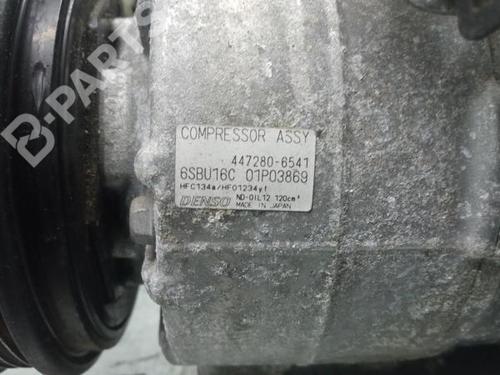 COMPRESSOR ASSY
447280-6541
6SBU16C 01P03869
HFC134a/HFO1234yf
DENSO ND-OIL12 120cm³
MADE IN JAPAN
B-PARTS